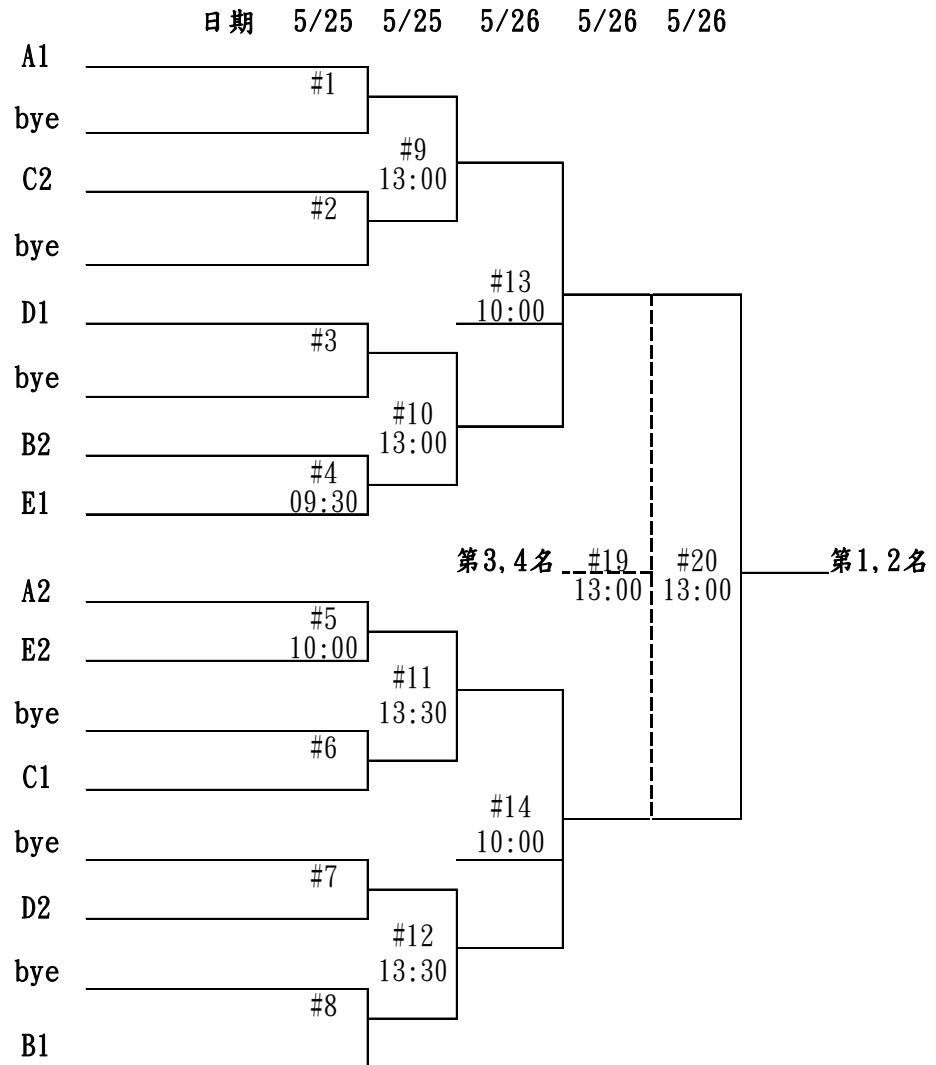 日期 5/25 5/25 5/26 5/26 5/26
A1
#1
bye
#9
13:00
C2
#2
bye
#13
10:00
D1
#3
bye
#10
13:00
B2
#4
09:30
E1
第3,4名 #19 #20 第1,2名
13:00 13:00
A2
#5
10:00
E2
#11
13:30
bye
#6
C1
#14
10:00
bye
#7
D2
#12
13:30
bye
#8
B1